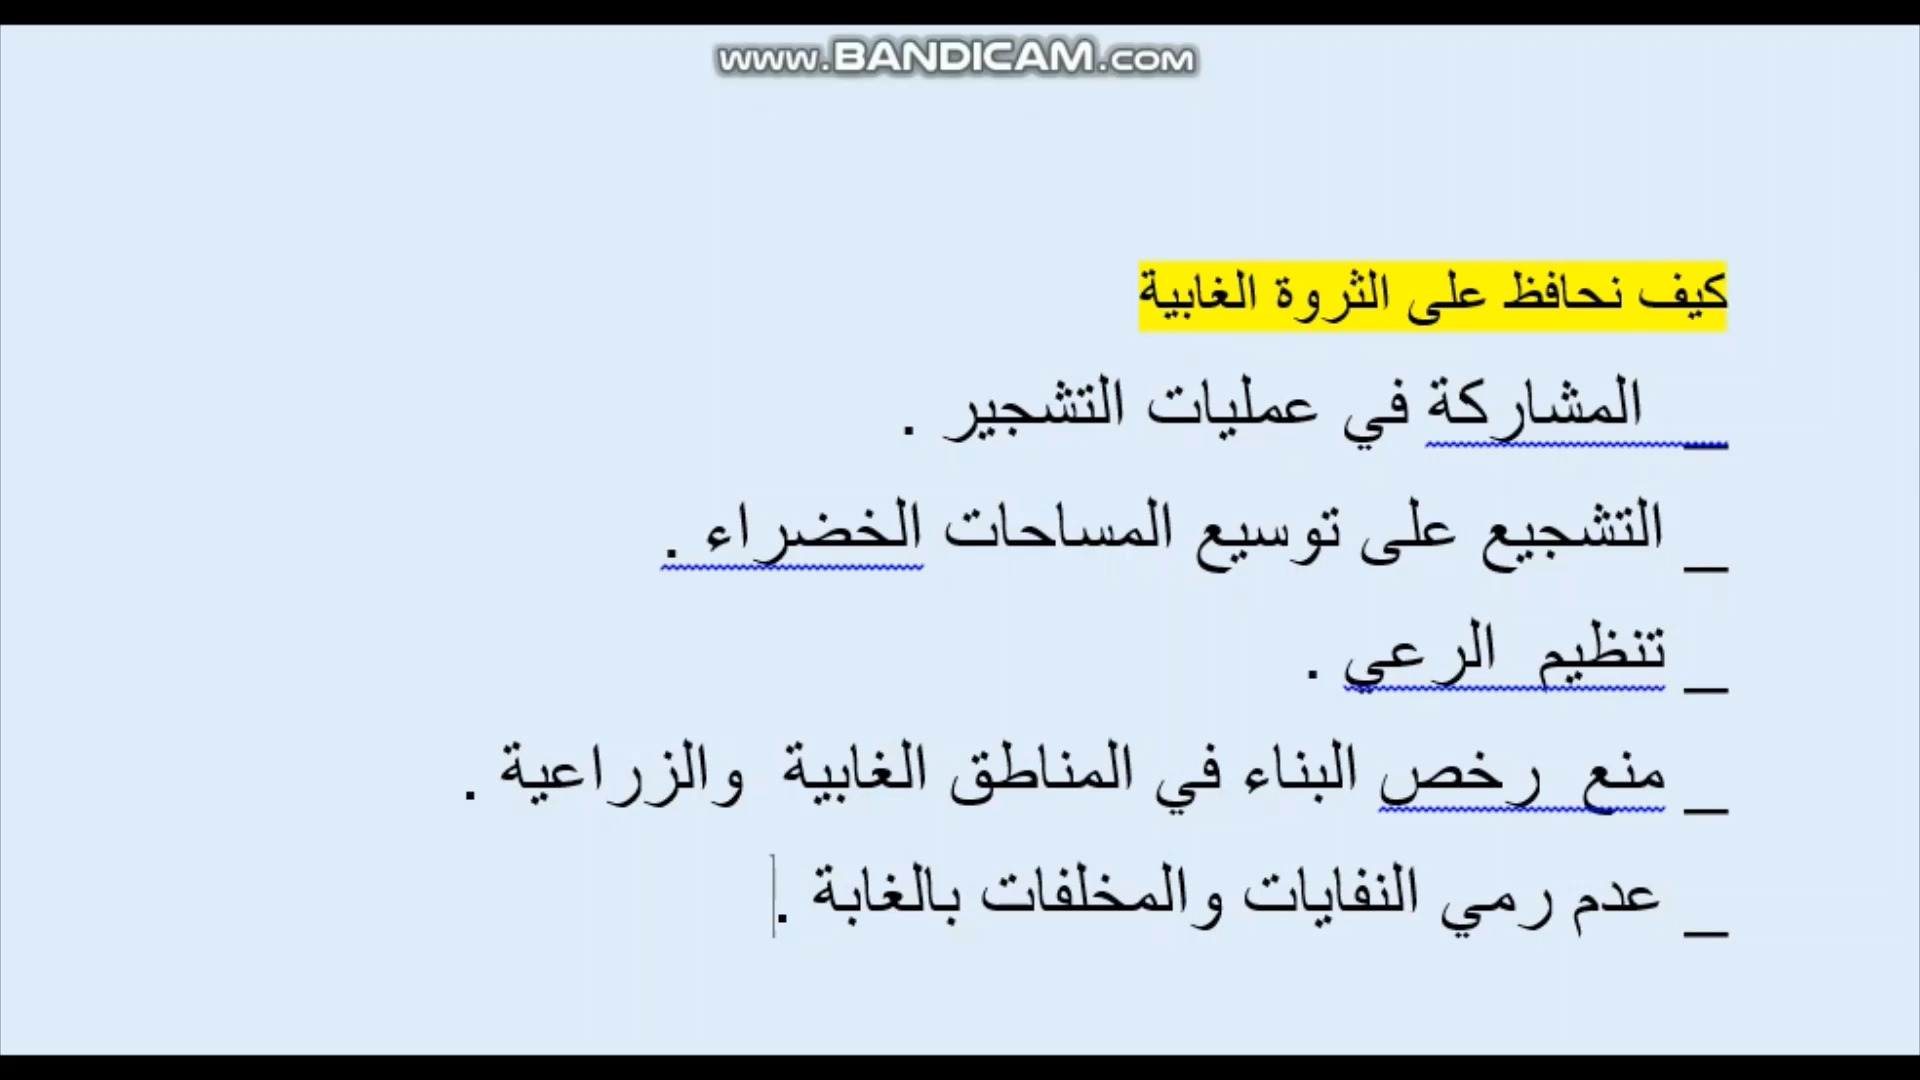 www.BANDICAM.com
كيف نحافظ على الثروة الغابية
_ المشاركة في عمليات التشجير .
_ التشجيع على توسيع المساحات الخضراء .
_ تنظيم الرعي .
_ منع رخص البناء في المناطق الغابية والزراعية .
_ عدم رمي النفايات والمخلفات بالغابة .